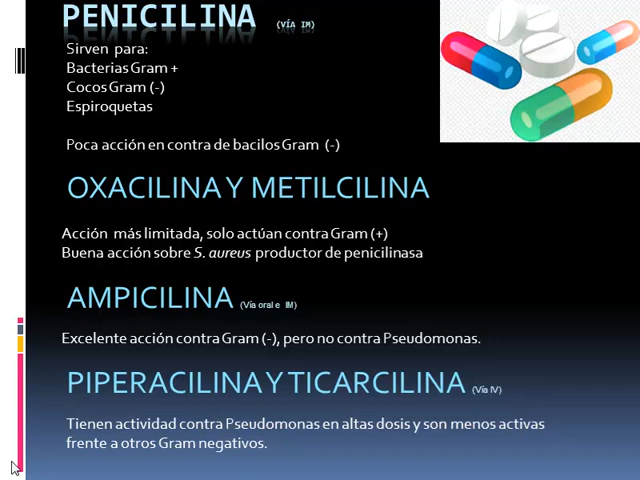 PENICILINA (VÍA IM)
Sirven para:
Bacterias Gram +
Cocos Gram (-)
Espiroquetas
Poca acción en contra de bacilos Gram (-)
OXACILINA Y METILCILINA
Acción más limitada, solo actúan contra Gram (+)
Buena acción sobre S. aureus productor de penicilinasa
AMPICILINA (Vía oral e IM)
Excelente acción contra Gram (-), pero no contra Pseudomonas.
PIPERACILINA Y TICARCILINA (Vía IV)
Tienen actividad contra Pseudomonas en altas dosis y son menos activas
frente a otros Gram negativos.